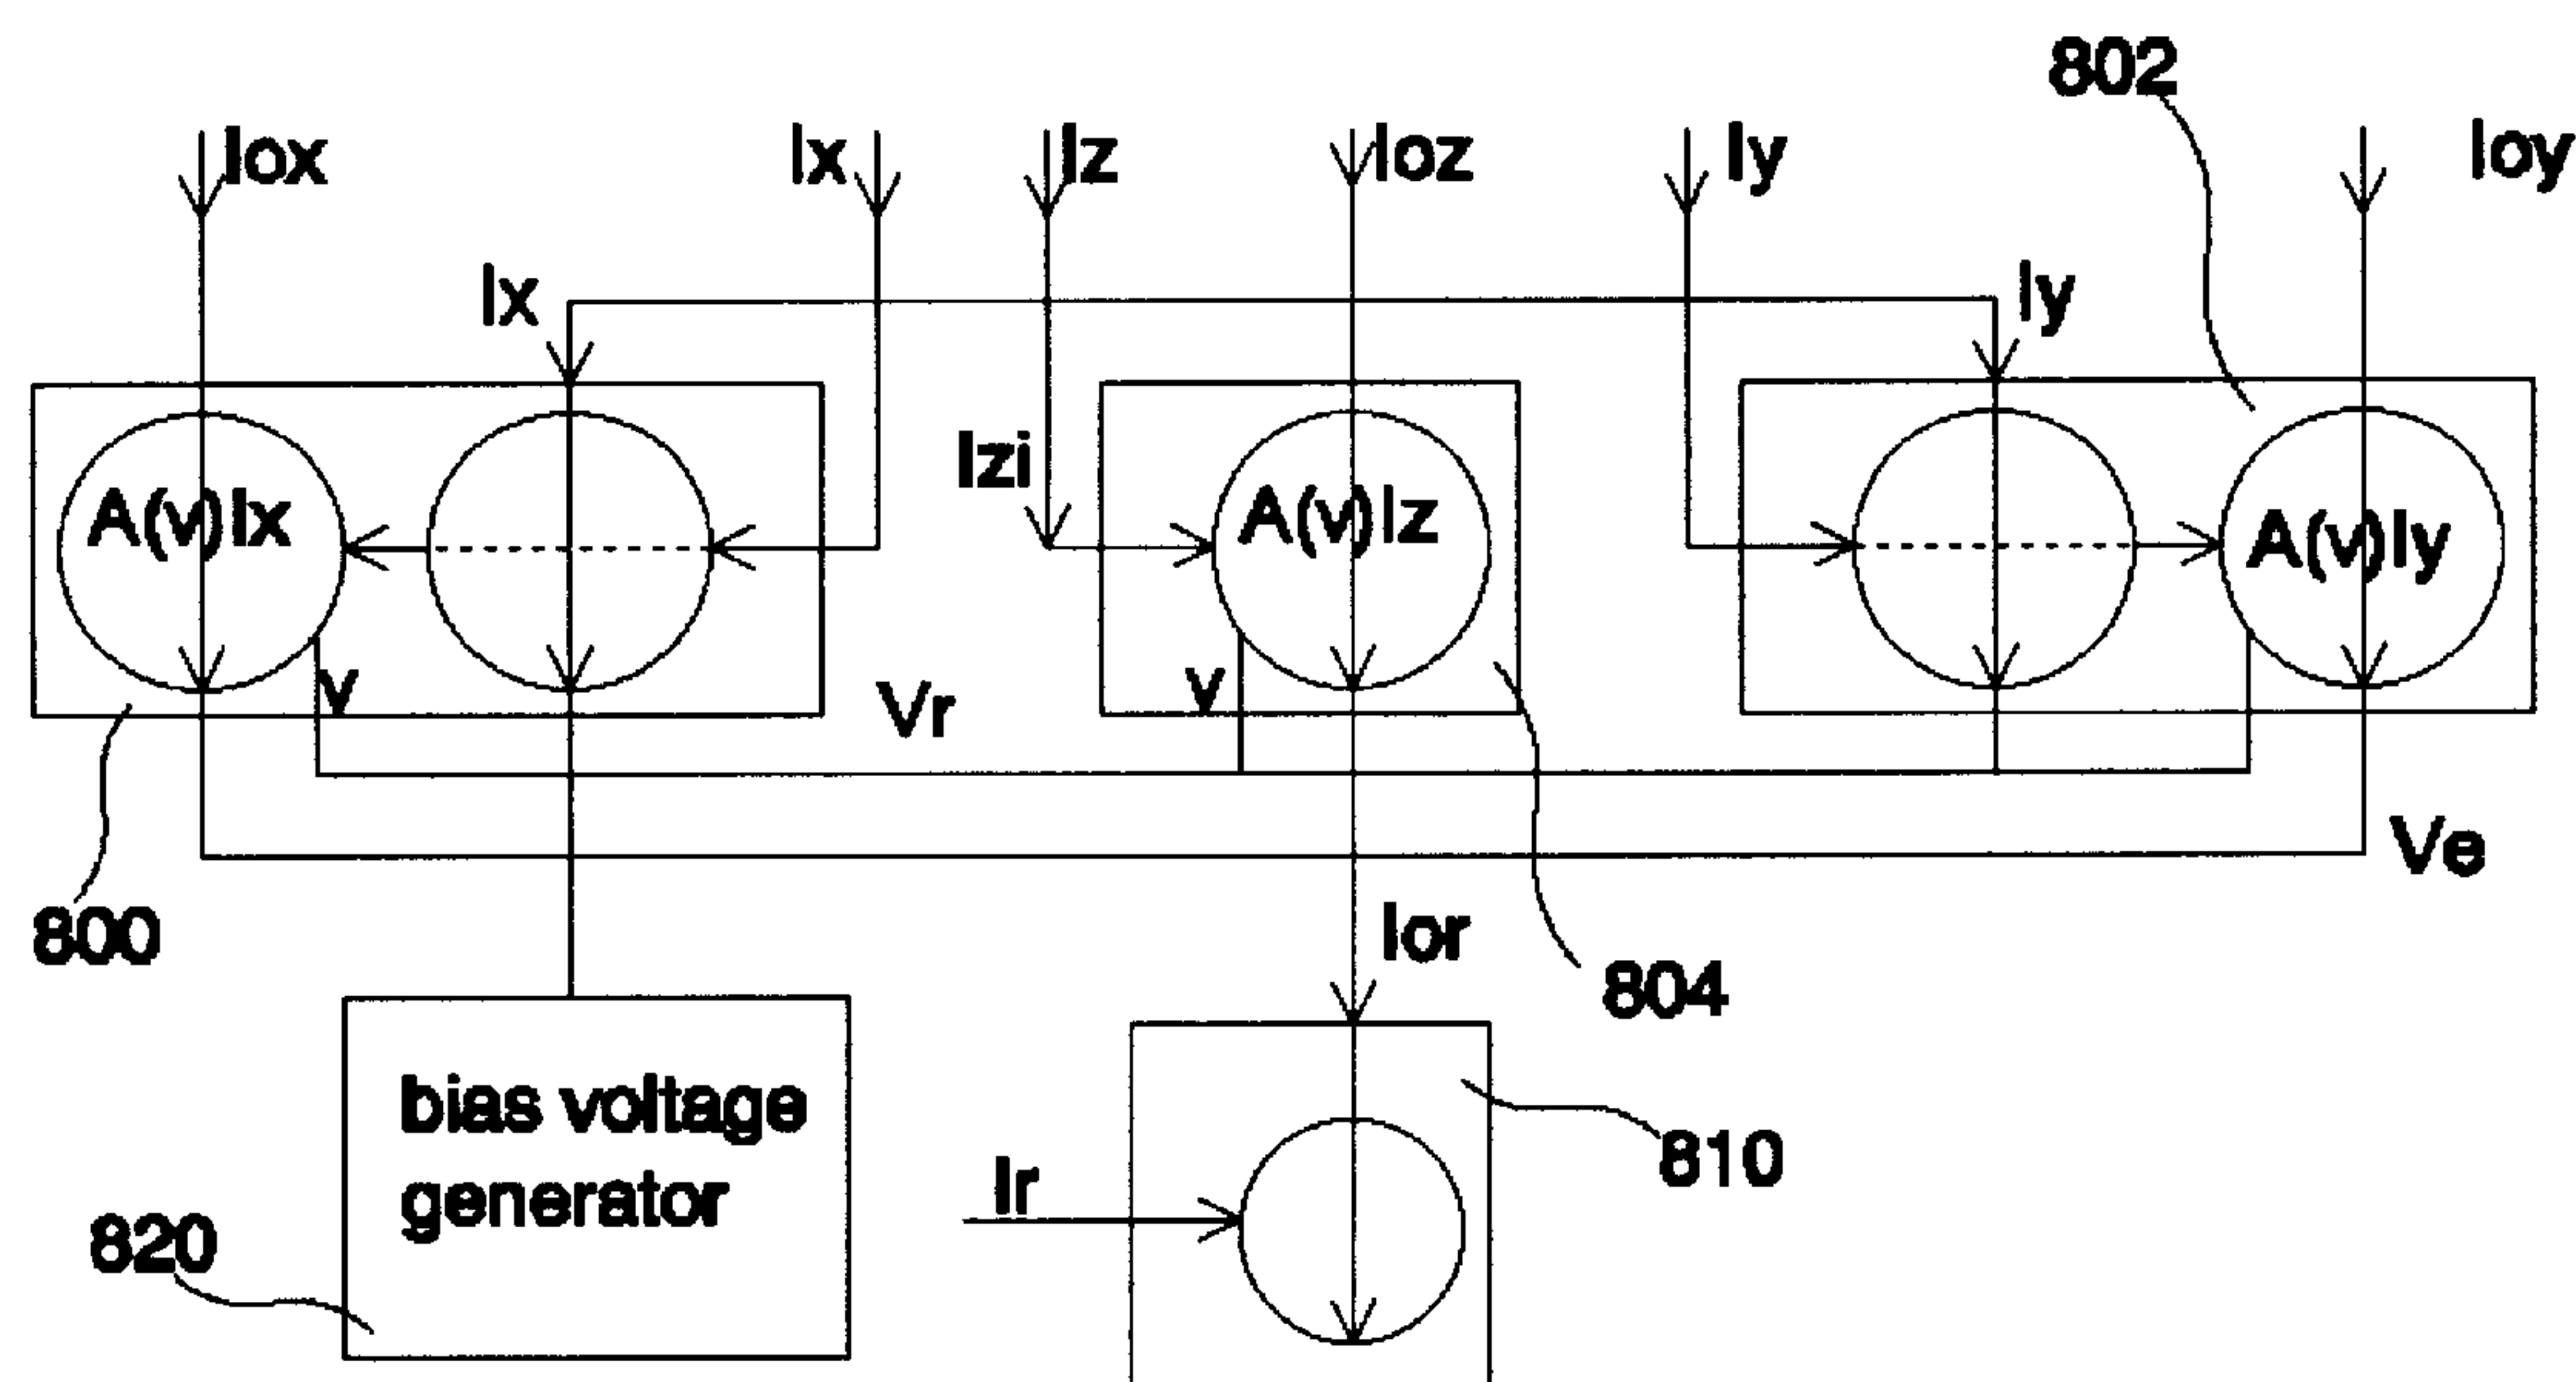 802
Iox
Ix
Iz
Ioz
Iy
Ioy
Ix
Iy
Izi
A(v)Ix
A(v)Iz
A(v)Iy
v
v
Vr
Ve
800
Ior
804
bias voltage
generator
810
Ir
820